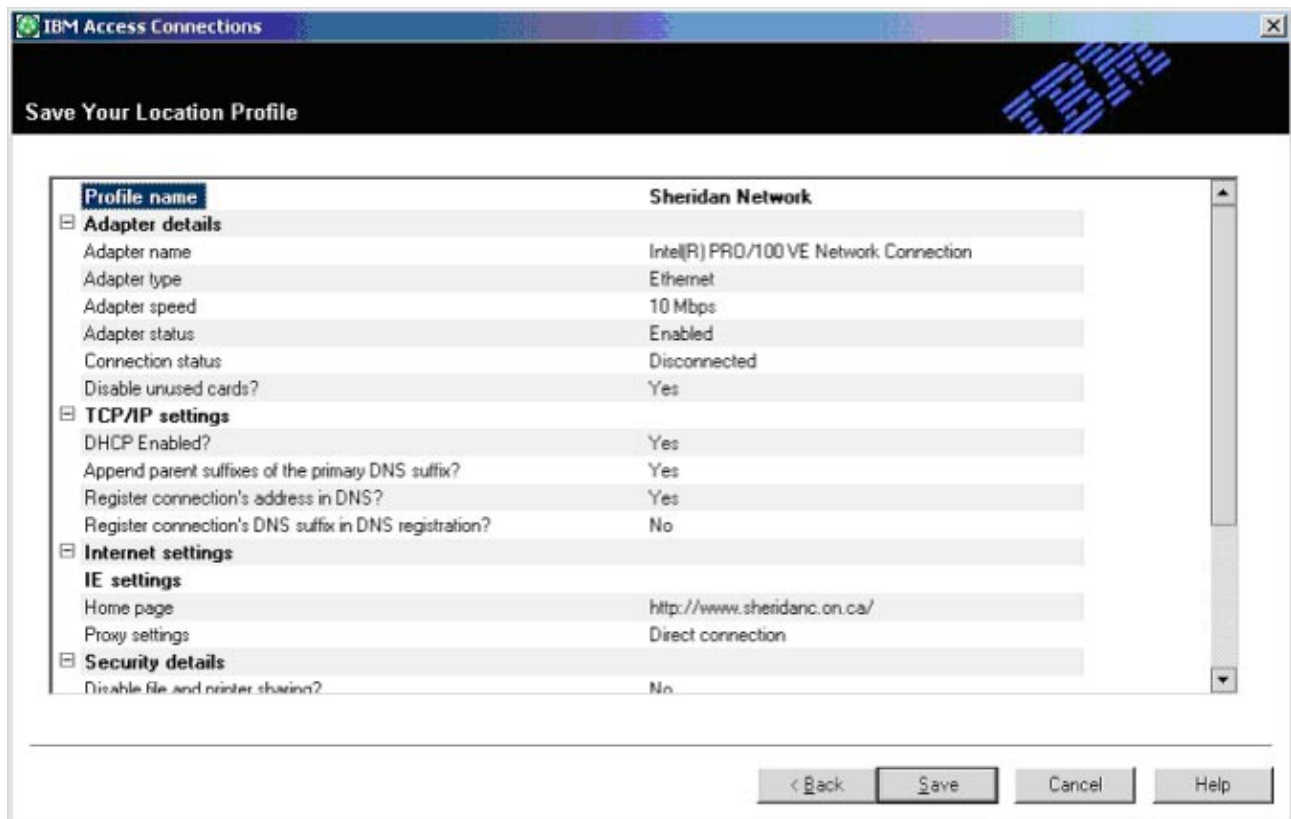 IBM Access Connections
IBM
Save Your Location Profile
Profile name Sheridan Network
Adapter details
Adapter name Intel(R) PRO/100 VE Network Connection
Adapter type Ethernet
Adapter speed 10 Mbps
Adapter status Enabled
Connection status Disconnected
Disable unused cards? Yes
TCP/IP settings
DHCP Enabled? Yes
Append parent suffixes of the primary DNS suffix? Yes
Register connection's address in DNS? Yes
Register connection's DNS suffix in DNS registration? No
Internet settings
IE settings
Home page http://www.sheridanc.on.ca/
Proxy settings Direct connection
Security details
Disable file and printer sharing? No
< Back Save Cancel Help